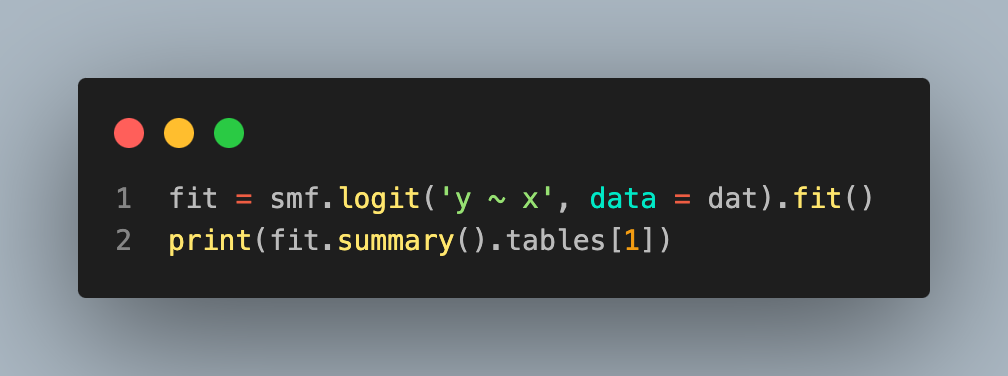 1 fit = smf.logit('y ~ x', data = dat).fit()
2 print(fit.summary().tables[1])